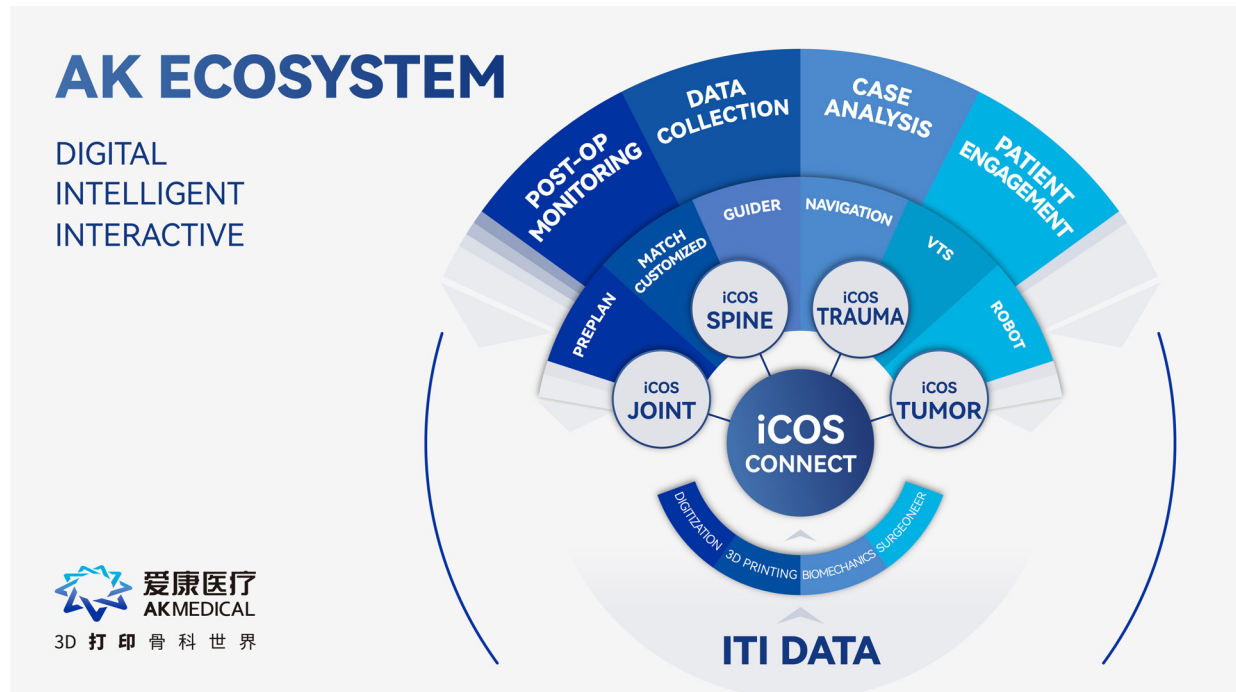 AK ECOSYSTEM
DIGITAL
INTELLIGENT
INTERACTIVE
POST-OP
MONITORING
DATA
COLLECTION
CASE
ANALYSIS
PATIENT
ENGAGEMENT
PREPLAN
MATCH
CUSTOMIZED
GUIDER
NAVIGATION
VTS
ROBOT
iCOS
JOINT
iCOS
SPINE
iCOS
TRAUMA
iCOS
TUMOR
iCOS
CONNECT
DIGITIZATION
3D PRINTING
BIOMECHANICS
SURGEONEER
ITI DATA
爱康医疗
AKMEDICAL
3D 打印骨科世界